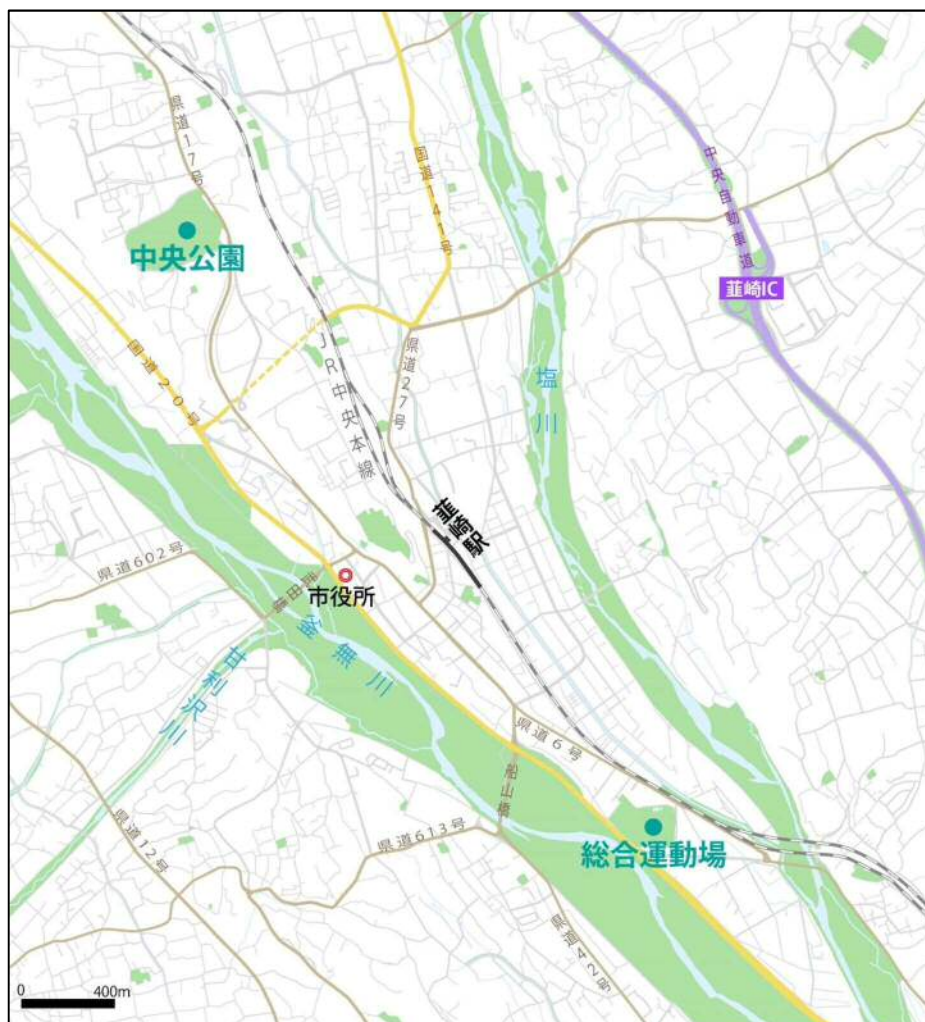 県道17号
国道141号
中央自動車道
中央公園
韮崎IC
国道20号
JR中央本線
県道27号
塩川
韮崎駅
県道602号
武田橋
市役所
釜無川
甘利沢川
県道6号
船山橋
県道12号
県道613号
総合運動場
県道42号
0 400m